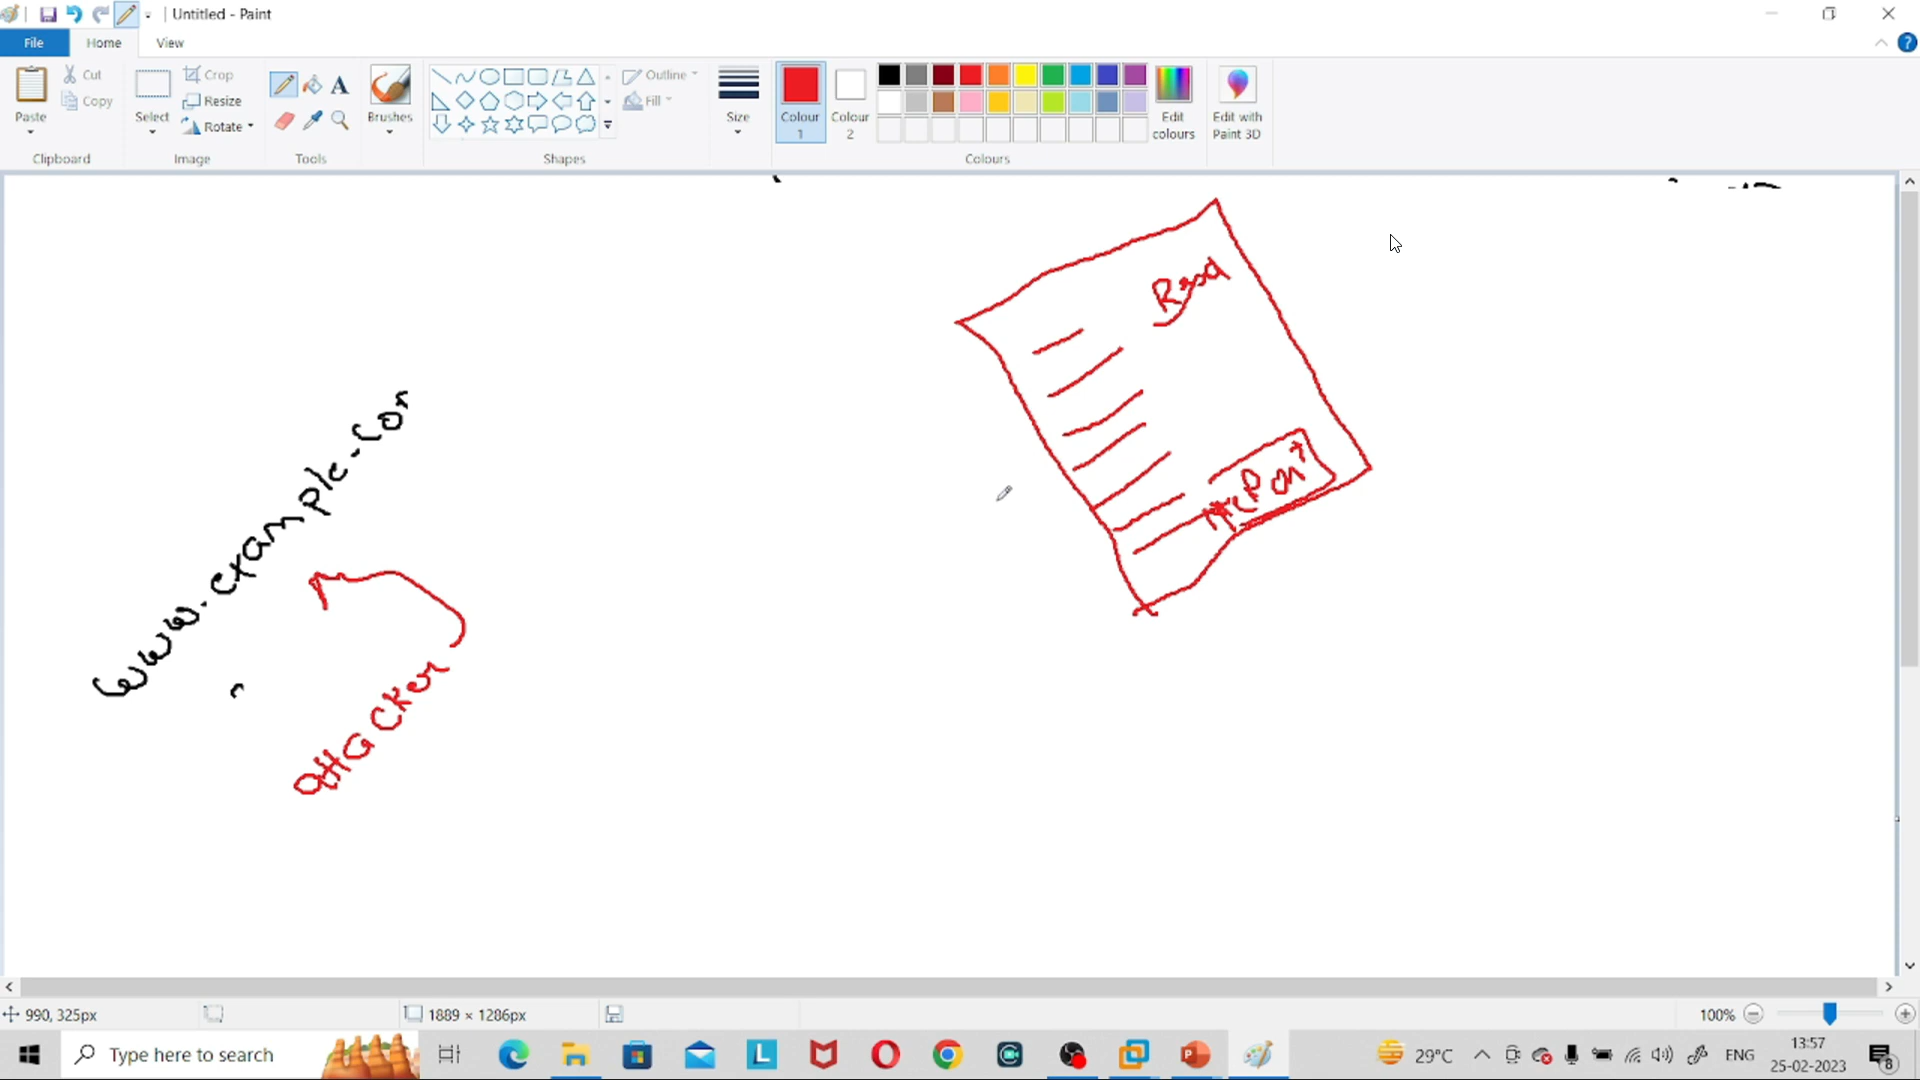 Untitled - Paint
File Home View
Paste
Cut
Copy
Clipboard
Select
Crop
Resize
Rotate
Image
Tools
Brushes
Shapes
Outline
Fill
Size
Colour 1
Colour 2
Edit colours
Colours
Edit with Paint 3D
Read
www.example.com
attacker
990, 325px
1889 × 1286px
100%
Type here to search
29°C
ENG
13:57
25-02-2023
8